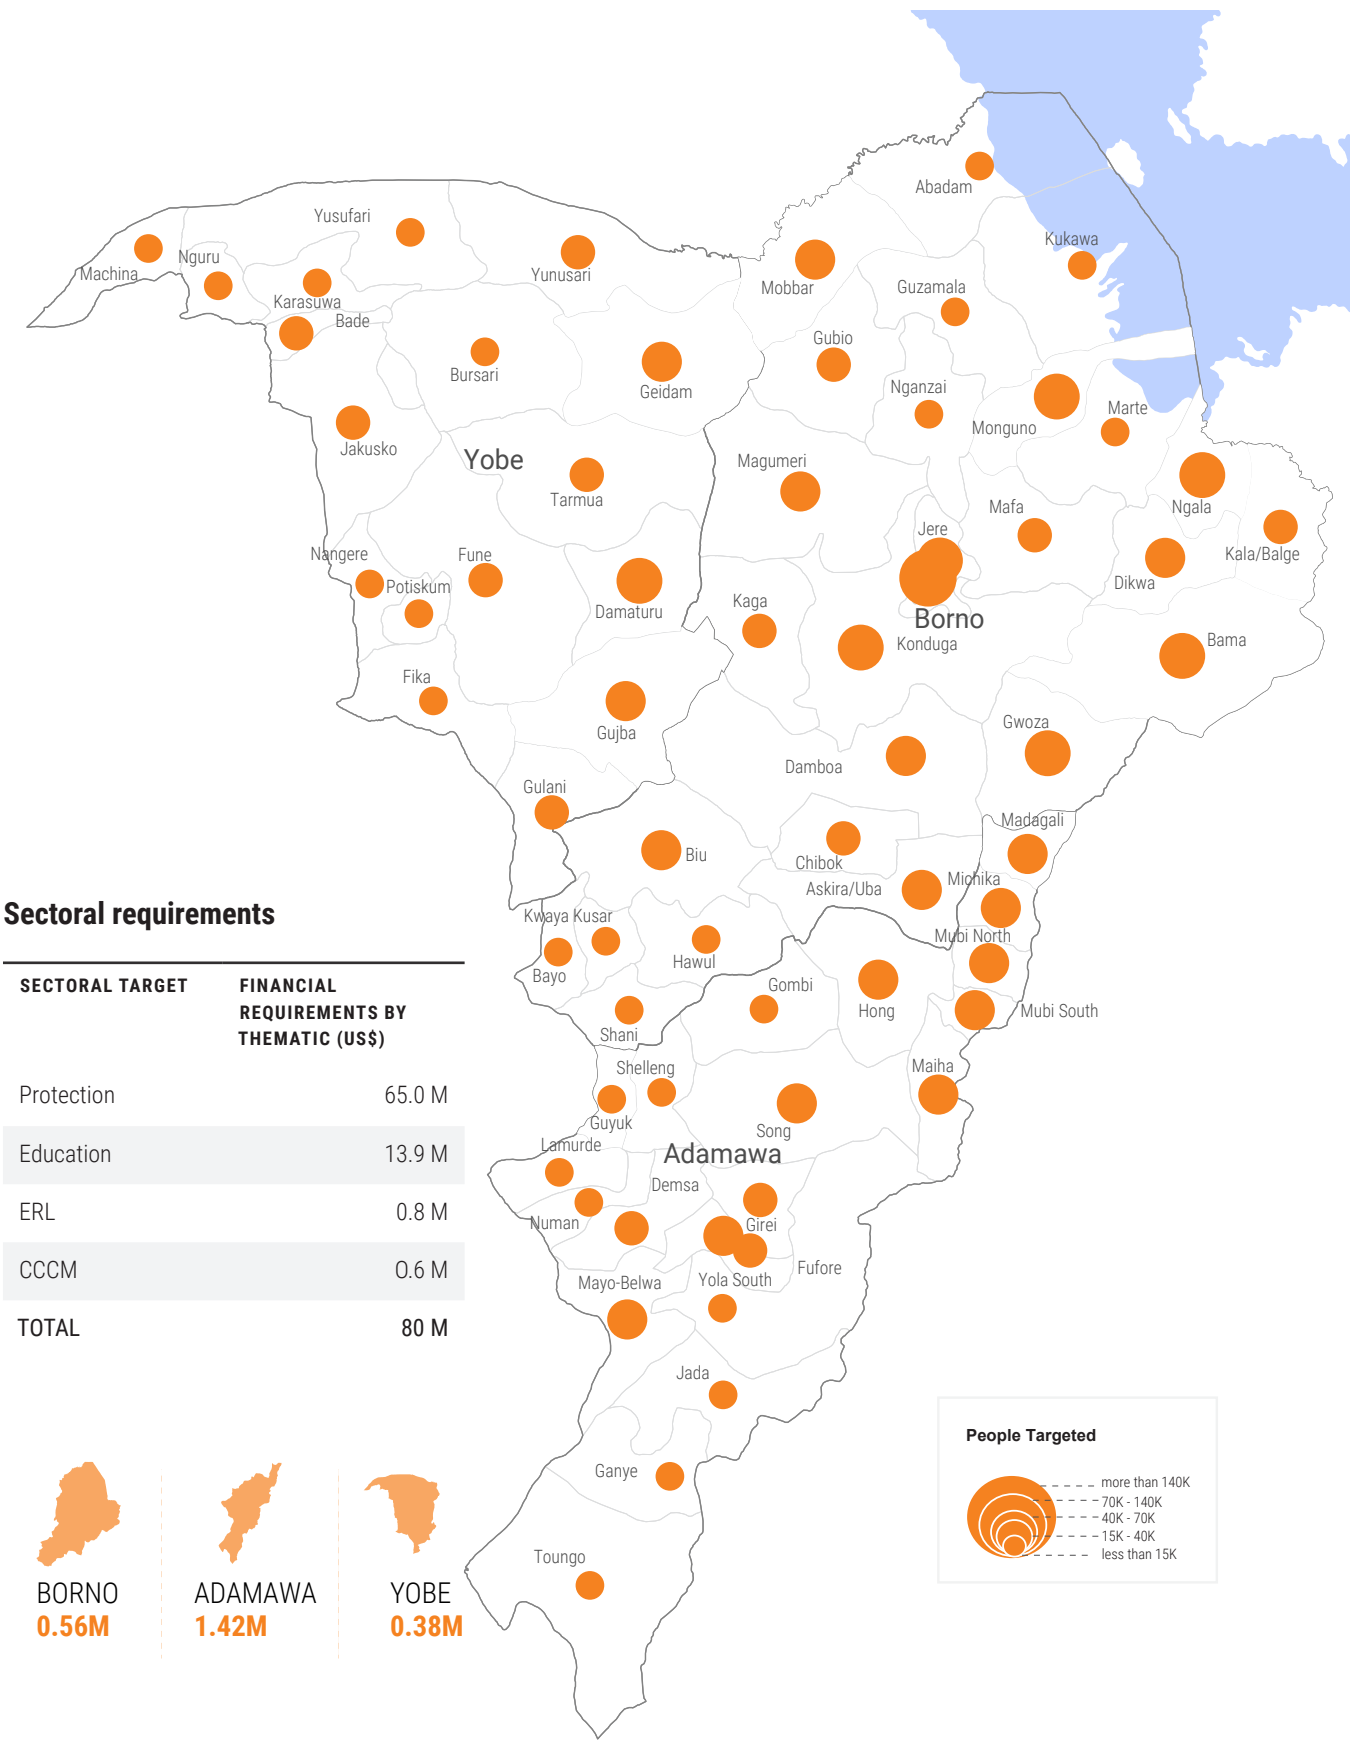 Abadam
Yusufari
Kukawa
Nguru
Machina
Yunusari
Mobbar
Guzamala
Karasuwa
Bade
Gubio
Bursari
Geidam
Nganzai
Marte
Monguno
Jakusko
Yobe
Magumeri
Tarmua
Ngala
Mafa
Jere
Nangere
Fune
Kala/Balge
Dikwa
Potiskum
Kaga
Damaturu
Borno
Konduga
Bama
Fika
Gujba
Gwoza
Damboa
Gulani
Madagali
Biu
Chibok
Askira/Uba
Michika
Sectoral requirements
Kwaya Kusar
Mubi North
Hawul
Bayo
SECTORAL TARGET
FINANCIAL
REQUIREMENTS BY
THEMATIC (US$)
Gombi
Hong
Mubi South
Shani
Shelleng
Maiha
Protection 65.0 M
Guyuk
Song
Lamurde
Education 13.9 M
Adamawa
Demsa
ERL 0.8 M
Numan
Girei
CCCM 0.6 M
Mayo-Belwa
Yola South
Fufore
TOTAL 80 M
Jada
People Targeted
Ganye
more than 140K
70K - 140K
40K - 70K
15K - 40K
less than 15K
Toungo
BORNO
0.56M
ADAMAWA
1.42M
YOBE
0.38M